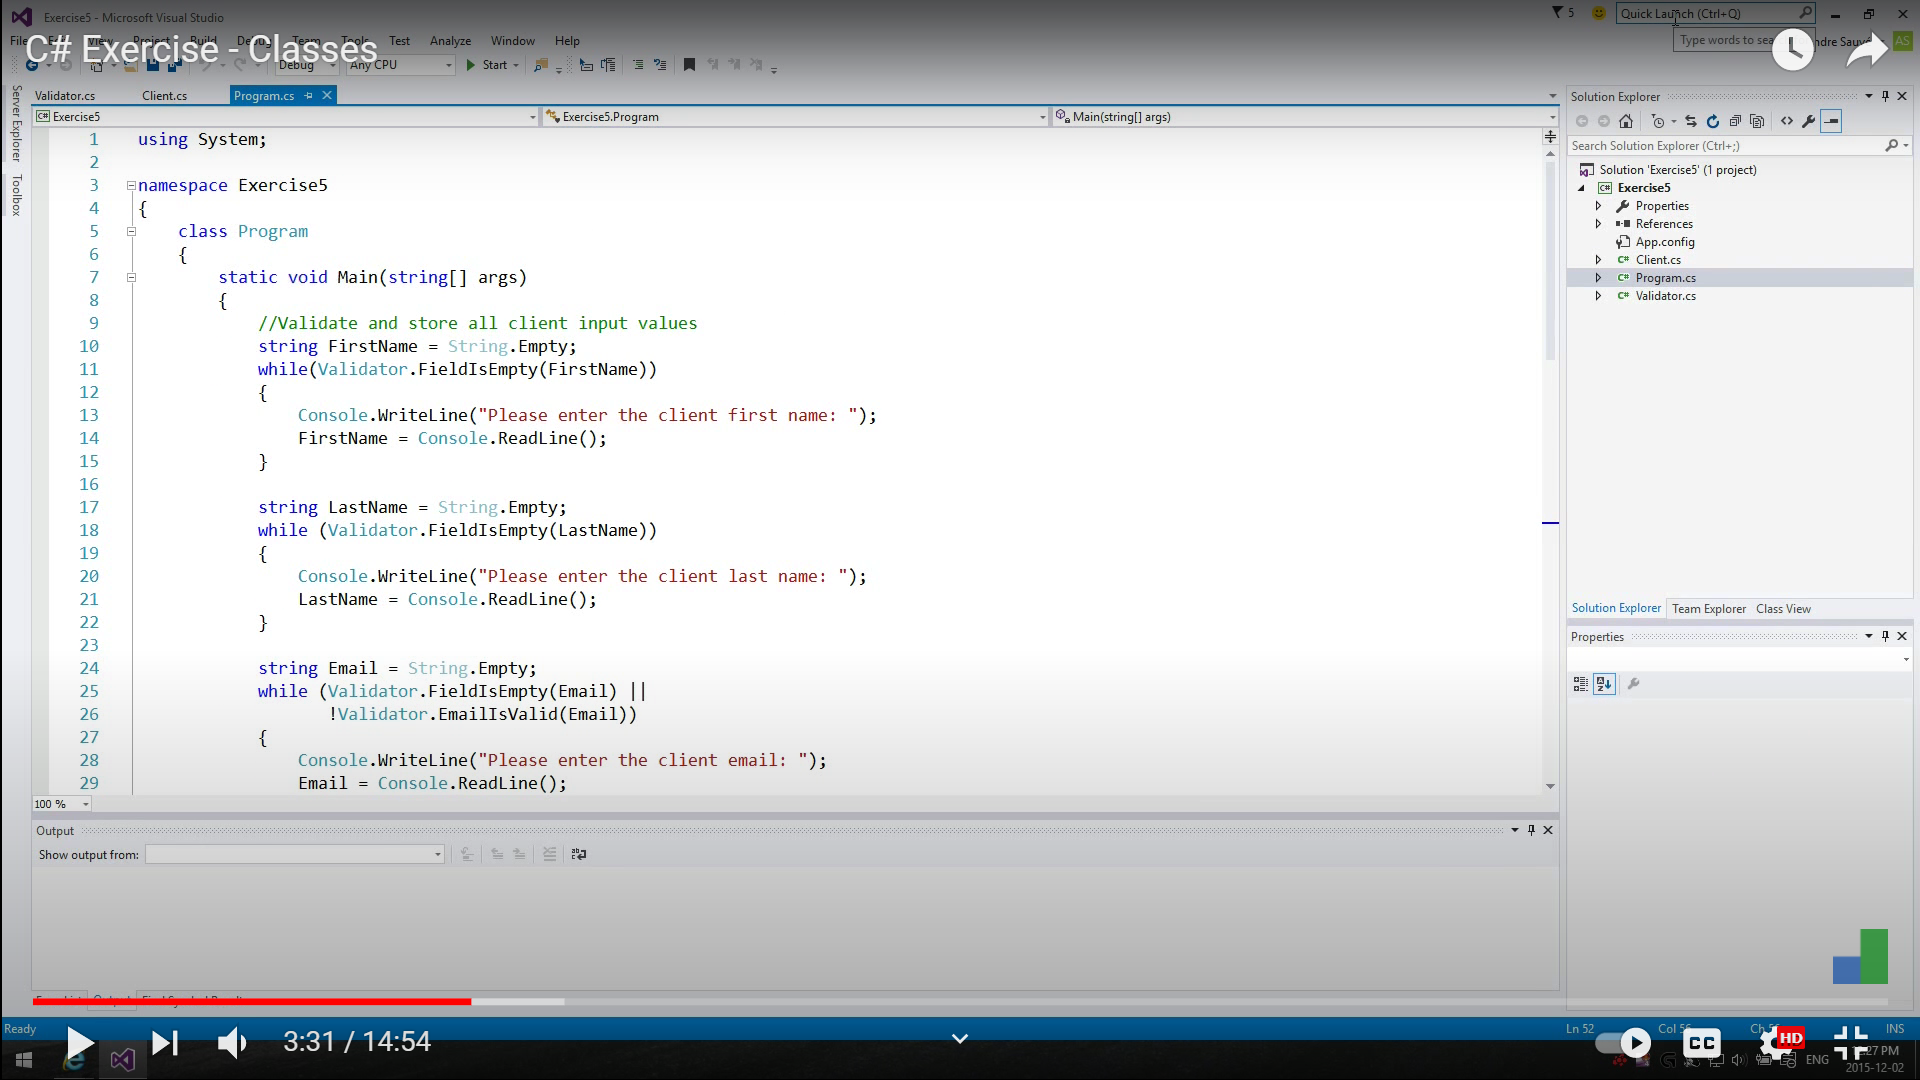 Exercise5 - Microsoft Visual Studio
5
Quick Launch (Ctrl+Q)
Test Analyze Window Help
C# Exercise - Classes
Type words to sea
AS
Debug Any CPU Start
Validator.cs Client.cs Program.cs
Exercise5 Exercise5.Program Main(string[] args)
Server Explorer
Toolbox
1 using System;
2
3 namespace Exercise5
4 {
5 class Program
6 {
7 static void Main(string[] args)
8 {
9 //Validate and store all client input values
10 string FirstName = String.Empty;
11 while(Validator.FieldIsEmpty(FirstName))
12 {
13 Console.WriteLine("Please enter the client first name: ");
14 FirstName = Console.ReadLine();
15 }
16
17 string LastName = String.Empty;
18 while (Validator.FieldIsEmpty(LastName))
19 {
20 Console.WriteLine("Please enter the client last name: ");
21 LastName = Console.ReadLine();
22 }
23
24 string Email = String.Empty;
25 while (Validator.FieldIsEmpty(Email) ||
26 !Validator.EmailIsValid(Email))
27 {
28 Console.WriteLine("Please enter the client email: ");
29 Email = Console.ReadLine();
100 %
Output
Show output from:
Solution Explorer
Search Solution Explorer (Ctrl+;)
Solution 'Exercise5' (1 project)
Exercise5
Properties
References
App.config
Client.cs
Program.cs
Validator.cs
Solution Explorer Team Explorer Class View
Properties
Ready
Ln 52 Col INS
3:31 / 14:54
CC HD
ENG
:27 PM
2015-12-02